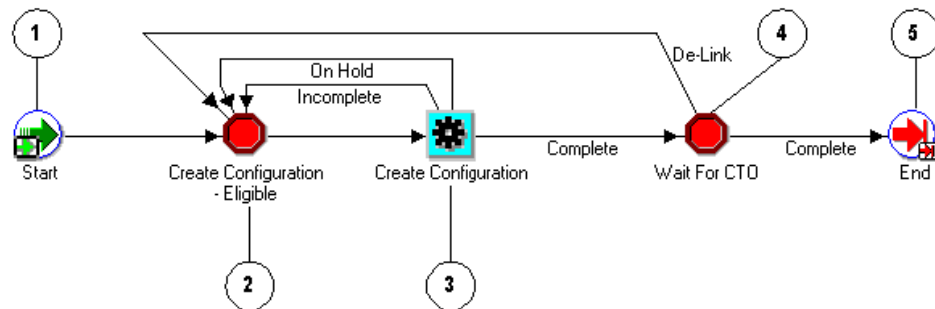 1
4
5
De-Link
On Hold
Incomplete
Complete
Complete
Start
Create Configuration
- Eligible
Create Configuration
Wait For CTO
End
2
3